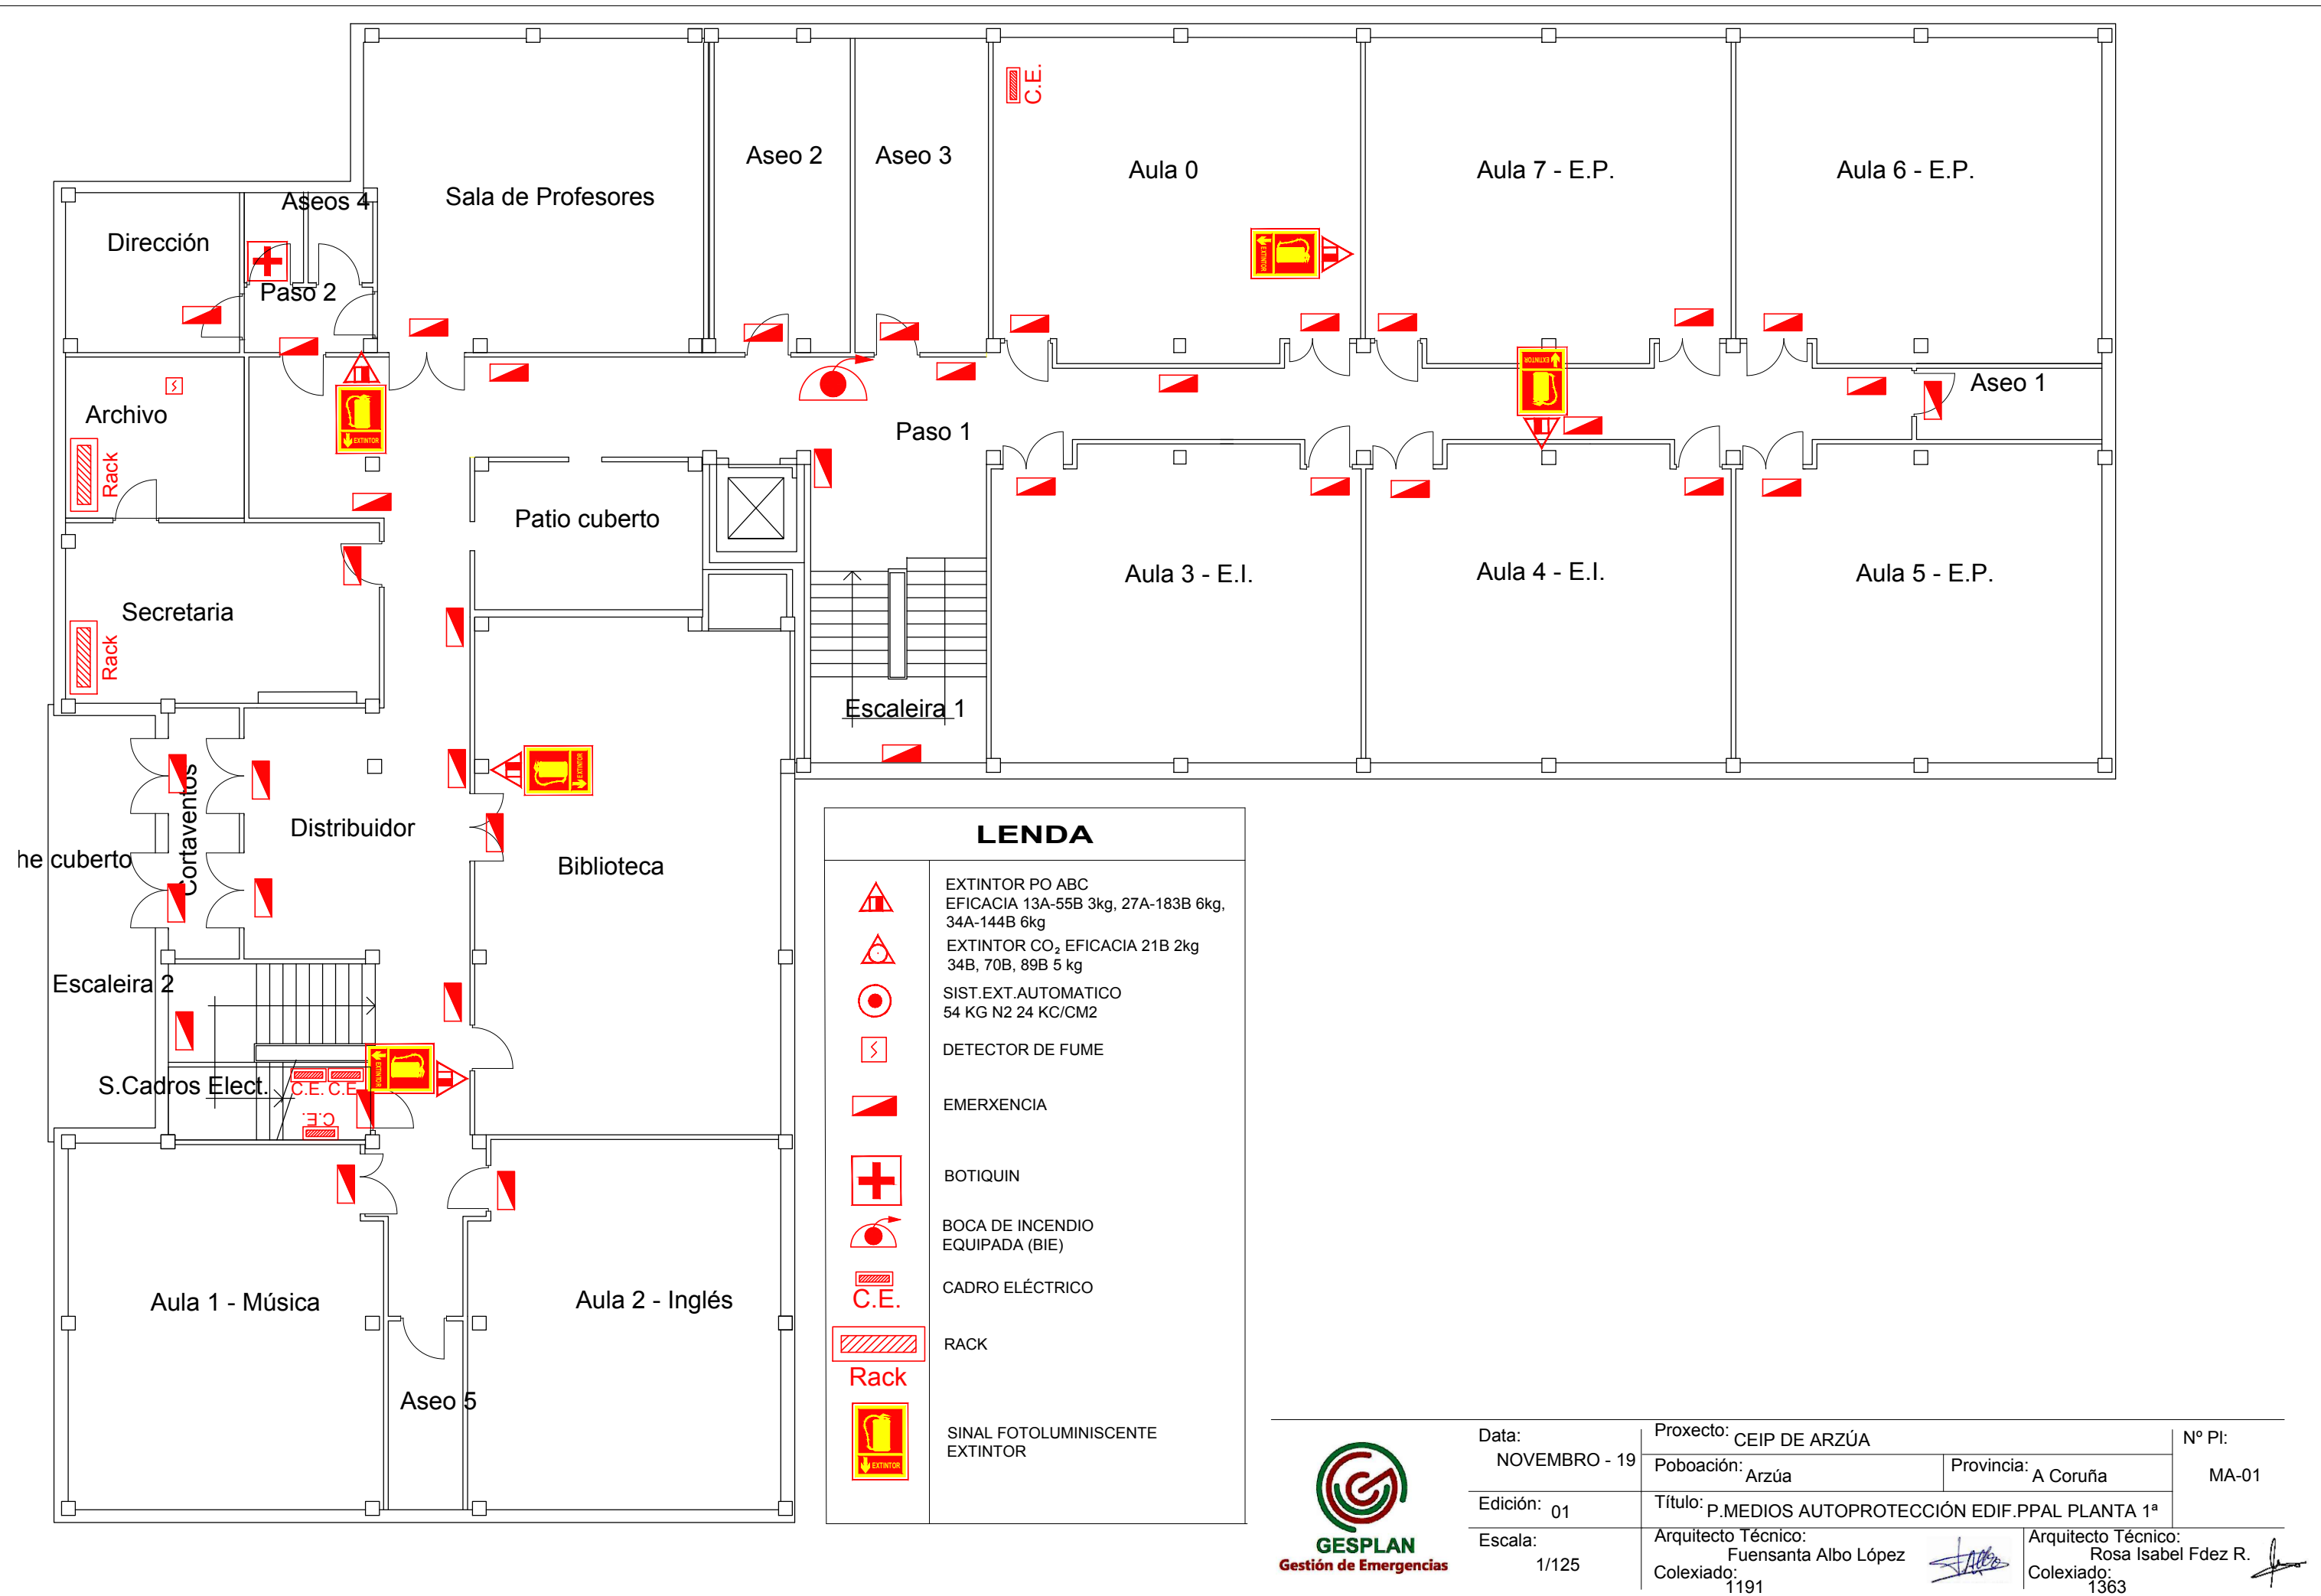 Aseo 2
Aseo 3
Aula 0
C.E.
Aula 7 - E.P.
Aula 6 - E.P.
Sala de Profesores
Aseos 4
Dirección
Paso 2
EXTINTOR
EXTINTOR
EXTINTOR
Aseo 1
Archivo
Rack
Paso 1
Patio cuberto
Aula 3 - E.I.
Aula 4 - E.I.
Aula 5 - E.P.
Secretaria
Rack
Escaleira 1
EXTINTOR
Cortaventos
Distribuidor
he cuberto
Biblioteca
Escaleira 2
EXTINTOR
S.Cadros Elect.
C.E. C.E
C.E.
Aula 1 - Música
Aula 2 - Inglés
Aseo 5
LENDA
EXTINTOR PO ABC
EFICACIA 13A-55B 3kg, 27A-183B 6kg,
34A-144B 6kg
EXTINTOR CO₂ EFICACIA 21B 2kg
34B, 70B, 89B 5 kg
SIST.EXT.AUTOMATICO
54 KG N2 24 KC/CM2
DETECTOR DE FUME
EMERXENCIA
BOTIQUIN
BOCA DE INCENDIO
EQUIPADA (BIE)
C.E.
CADRO ELÉCTRICO
RACK
Rack
EXTINTOR
SINAL FOTOLUMINISCENTE
EXTINTOR
GESPLAN
Gestión de Emergencias
Data:
NOVEMBRO - 19
Proxecto: CEIP DE ARZÚA
Nº Pl:
MA-01
Poboación: Arzúa
Provincia: A Coruña
Edición: 01
Título: P.MEDIOS AUTOPROTECCIÓN EDIF.PPAL PLANTA 1ª
Escala:
1/125
Arquitecto Técnico:
Fuensanta Albo López
Colexiado:
1191
Arquitecto Técnico:
Rosa Isabel Fdez R.
Colexiado:
1363